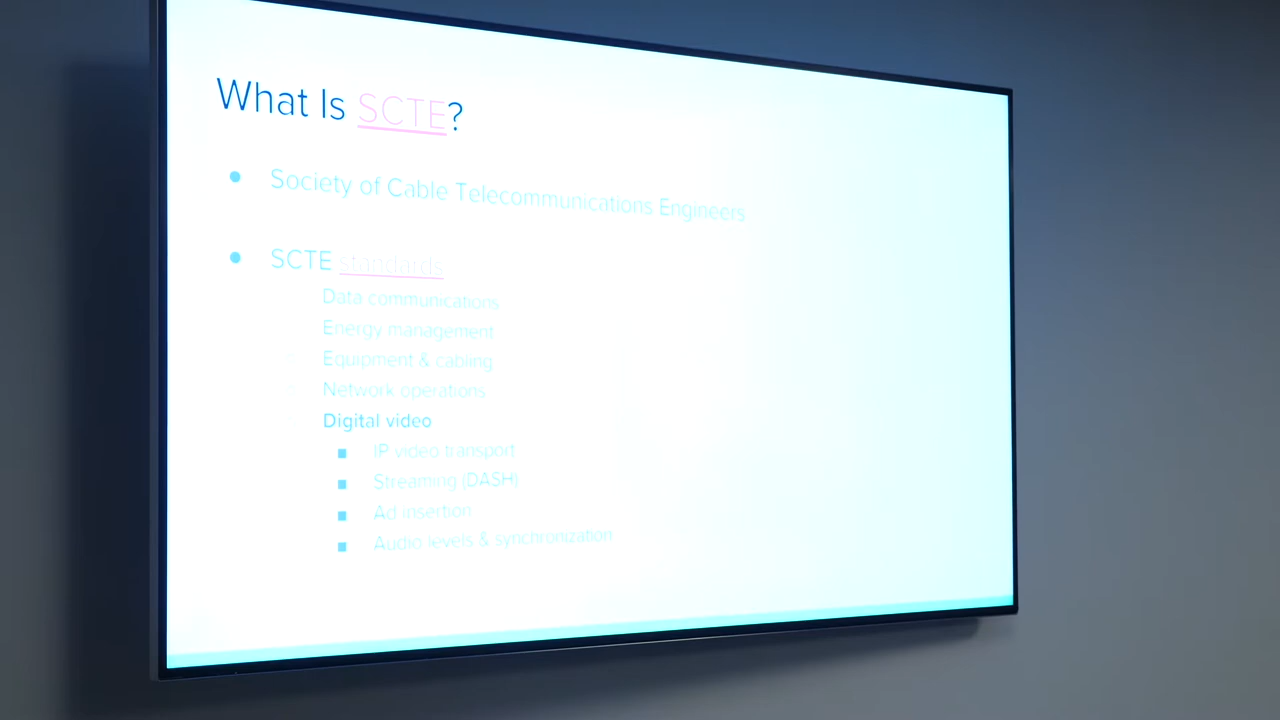 What Is SCTE?
Society of Cable Telecommunications Engineers
SCTE standards
Data communications
Energy management
Equipment & cabling
Network operations
Digital video
IP video transport
Streaming (DASH)
Ad insertion
Audio levels & synchronization